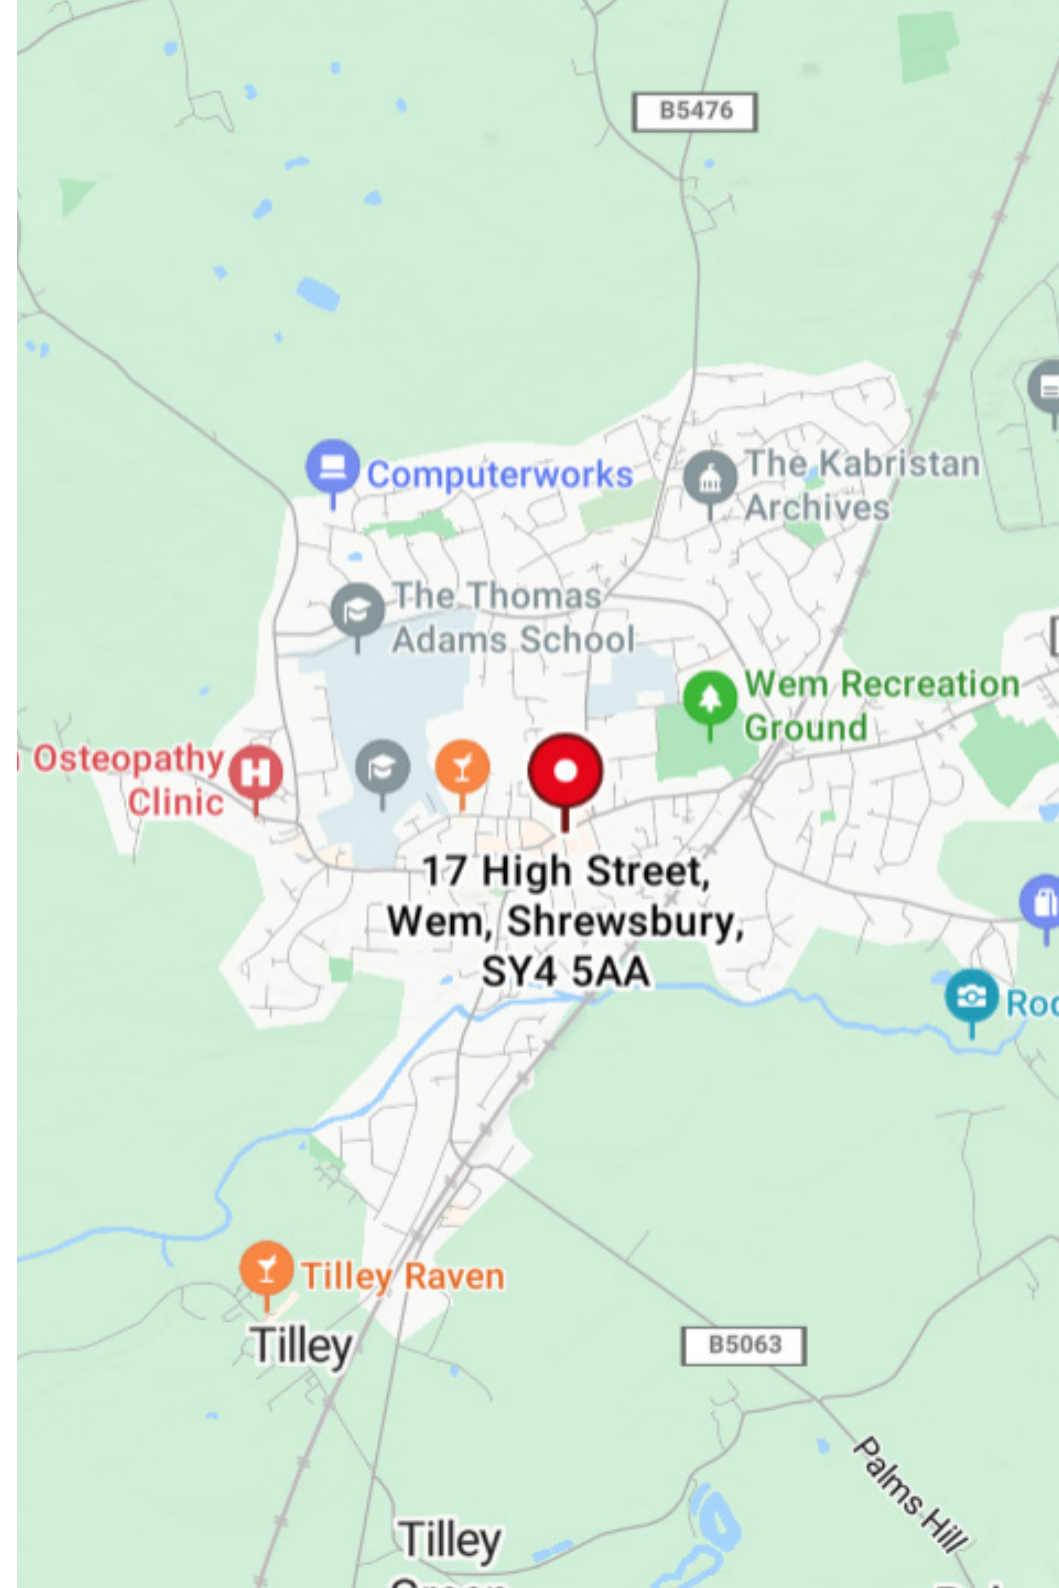 B5476
Computerworks
The Kabristan
Archives
The Thomas
Adams School
Wem Recreation
Ground
Osteopathy
Clinic
17 High Street,
Wem, Shrewsbury,
SY4 5AA
Tilley Raven
Tilley
B5063
Palms Hill
Tilley